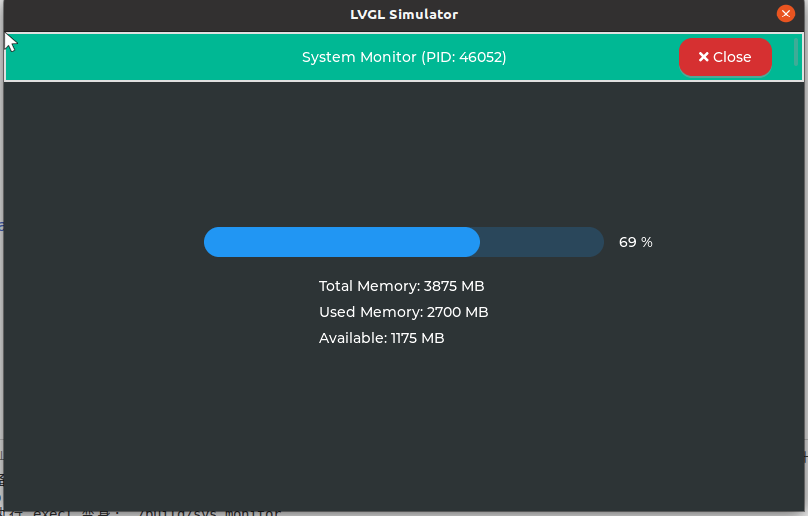 LVGL Simulator
System Monitor (PID: 46052)
Close
69 %
Total Memory: 3875 MB
Used Memory: 2700 MB
Available: 1175 MB